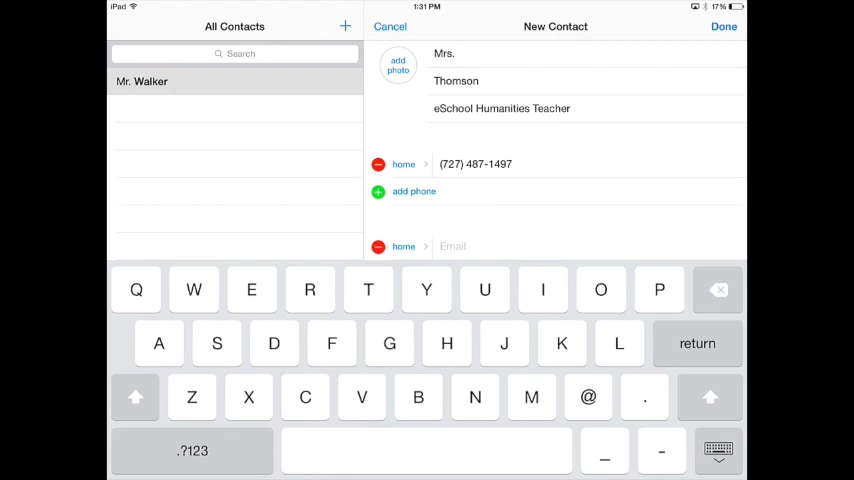 iPad 1:31 PM 17%
All Contacts + Cancel New Contact Done
Search
add photo
Mrs.
Mr. Walker
Thomson
eSchool Humanities Teacher
home (727) 487-1497
add phone
home Email
Q W E R T Y U I O P
A S D F G H J K L return
Z X C V B N M @ .
.?123 _ -